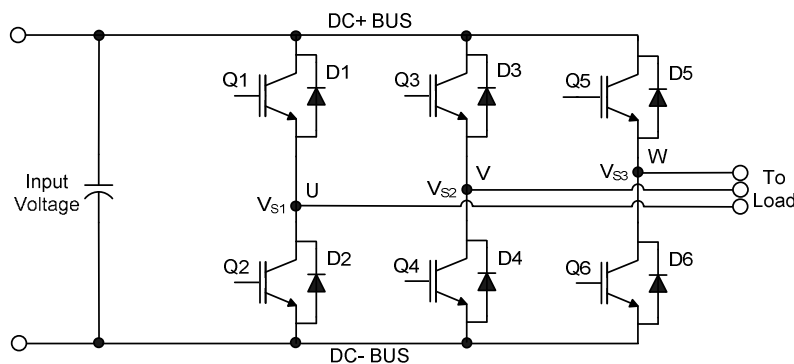 DC+ BUS
Q1
D1
Q3
D3
Q5
D5
Input
Voltage
U
V
W
VS1
VS2
VS3
To
Load
Q2
D2
Q4
D4
Q6
D6
DC- BUS